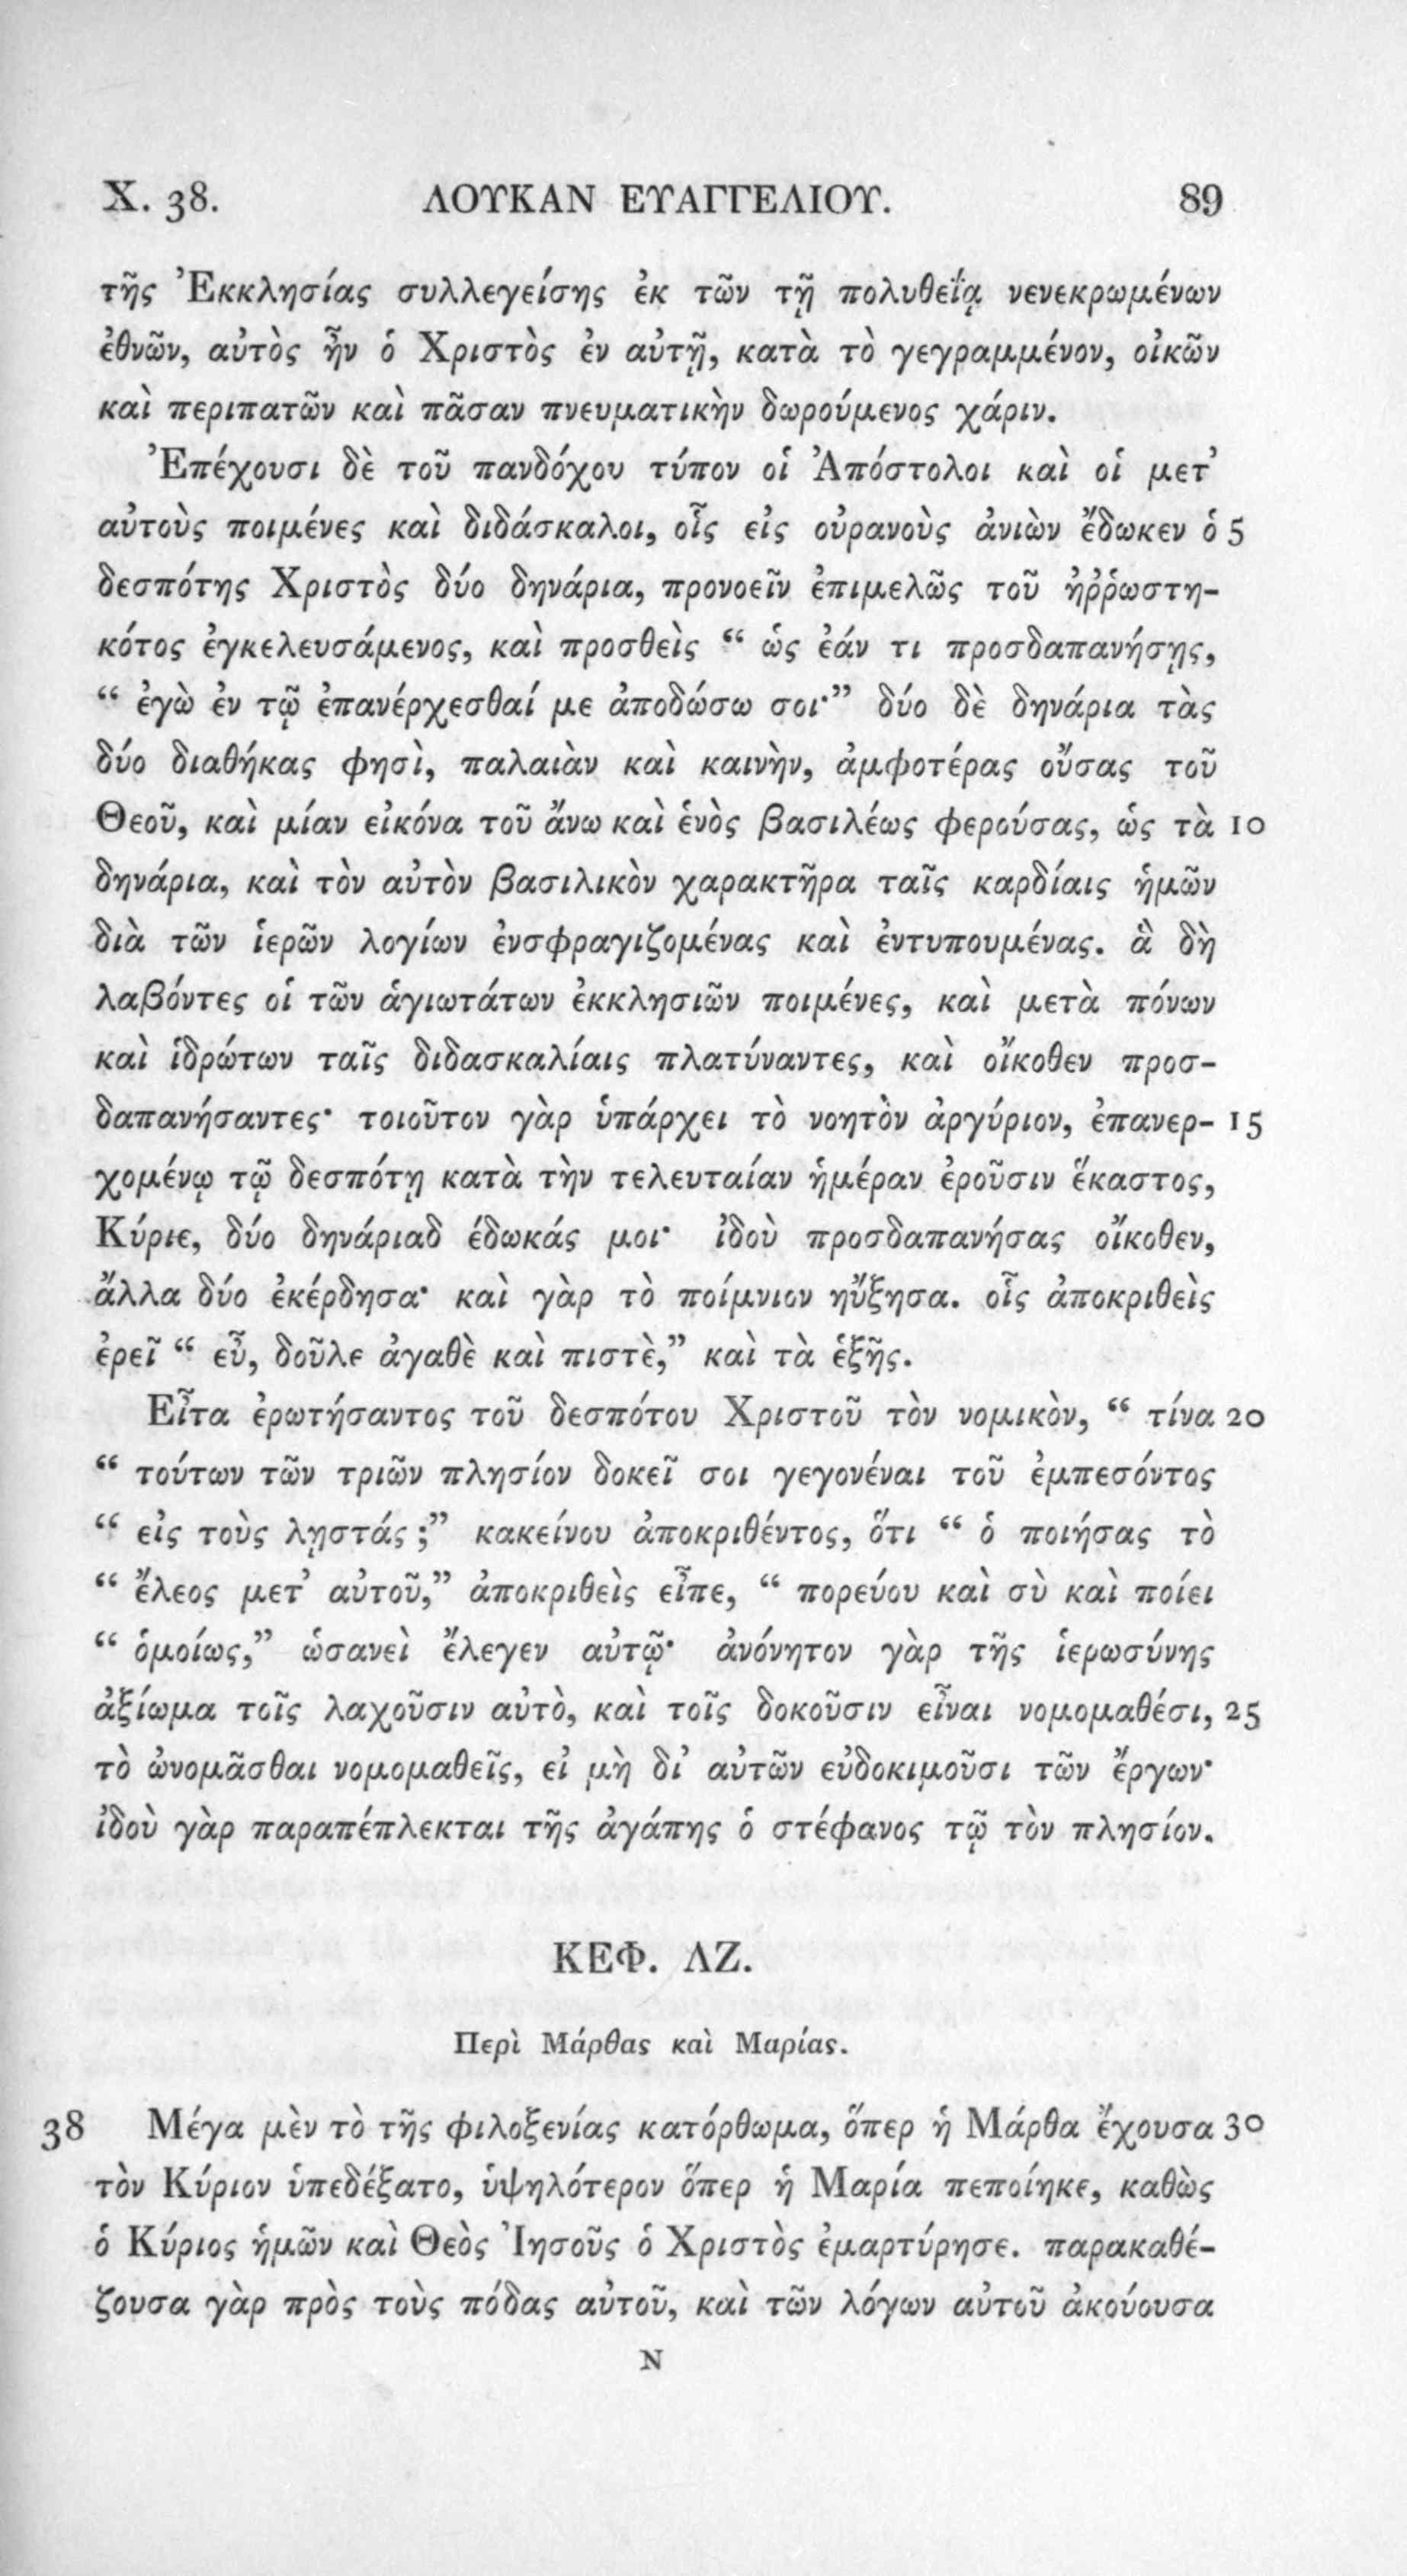 X. 38. ΛΟΥΚΑΝ ΕΥΑΓΓΕΛΙΟΥ. 89
τῆς Ἐκκλησίας συλλεγείσης ἐκ τῶν τῇ πολυθεΐᾳ νενεκρωμένων
ἐθνῶν, αὐτὸς ἦν ὁ Χριστὸς ἐν αὐτῇ, κατὰ τὸ γεγραμμένον, οἰκῶν
καὶ περιπατῶν καὶ πᾶσαν πνευματικὴν δωρούμενος χάριν.
Ἐπέχουσι δὲ τοῦ πανδόχου τύπον οἱ Ἀπόστολοι καὶ οἱ μετ’
αὐτοὺς ποιμένες καὶ διδάσκαλοι, οἷς εἰς οὐρανοὺς ἀνιὼν ἔδωκεν ὁ 5
δεσπότης Χριστὸς δύο δηνάρια, προνοεῖν ἐπιμελῶς τοῦ ἠῤῥωστη-
κότος ἐγκελευσάμενος, καὶ προσθεὶς “ ὡς ἐάν τι προσδαπανήσῃς,
“ ἐγὼ ἐν τῷ ἐπανέρχεσθαί με ἀποδώσω σοι·” δύο δὲ δηνάρια τὰς
δύο διαθήκας φησὶ, παλαιὰν καὶ καινὴν, ἀμφοτέρας οὔσας τοῦ
Θεοῦ, καὶ μίαν εἰκόνα τοῦ ἄνω καὶ ἑνὸς βασιλέως φερούσας, ὡς τὰ 10
δηνάρια, καὶ τὸν αὐτὸν βασιλικὸν χαρακτῆρα ταῖς καρδίαις ἡμῶν
διὰ τῶν ἱερῶν λογίων ἐνσφραγιζομένας καὶ ἐντυπουμένας. ἃ δὴ
λαβόντες οἱ τῶν ἁγιωτάτων ἐκκλησιῶν ποιμένες, καὶ μετὰ πόνων
καὶ ἱδρώτων ταῖς διδασκαλίαις πλατύναντες, καὶ οἴκοθεν προσ-
δαπανήσαντες· τοιοῦτον γὰρ ὑπάρχει τὸ νοητὸν ἀργύριον, ἐπανερ- 15
χομένῳ τῷ δεσπότῃ κατὰ τὴν τελευταίαν ἡμέραν ἐροῦσιν ἕκαστος,
Κύριε, δύο δηνάριαδ έδωκάς μοι· ἰδοὺ προσδαπανήσας οἴκοθεν,
ἄλλα δύο ἐκέρδησα· καὶ γὰρ τὸ ποίμνιον ηὔξησα. οἷς ἀποκριθεὶς
ἐρεῖ “ εὖ, δοῦλε ἀγαθὲ καὶ πιστὲ,” καὶ τὰ ἑξῆς.
Εἶτα ἐρωτήσαντος τοῦ δεσπότου Χριστοῦ τὸν νομικὸν, “ τίνα 20
“ τούτων τῶν τριῶν πλησίον δοκεῖ σοι γεγονέναι τοῦ ἐμπεσόντος
“ εἰς τοὺς λῃστάς ;” κακείνου ἀποκριθέντος, ὅτι “ ὁ ποιήσας τὸ
“ ἔλεος μετ’ αὐτοῦ,” ἀποκριθεὶς εἶπε, “ πορεύου καὶ σὺ καὶ ποίει
“ ὁμοίως,” ὡσανεὶ ἔλεγεν αὐτῷ· ἀνόνητον γὰρ τῆς ἱερωσύνης
ἀξίωμα τοῖς λαχοῦσιν αὐτὸ, καὶ τοῖς δοκοῦσιν εἶναι νομομαθέσι, 25
τὸ ὠνομᾶσθαι νομομαθεῖς, εἰ μὴ δι’ αὐτῶν εὐδοκιμοῦσι τῶν ἔργων·
ἰδοὺ γὰρ παραπέπλεκται τῆς ἀγάπης ὁ στέφανος τῷ τὸν πλησίον.
ΚΕΦ. ΛΖ.
Περὶ Μάρθας καὶ Μαρίας.
38 Μέγα μὲν τὸ τῆς φιλοξενίας κατόρθωμα, ὅπερ ἡ Μάρθα ἔχουσα 30
τὸν Κύριον ὑπεδέξατο, ὑψηλότερον ὅπερ ἡ Μαρία πεποίηκε, καθὼς
ὁ Κύριος ἡμῶν καὶ Θεὸς Ἰησοῦς ὁ Χριστὸς ἐμαρτύρησε. παρακαθέ-
ζουσα γὰρ πρὸς τοὺς πόδας αὐτοῦ, καὶ τῶν λόγων αὐτοῦ ἀκούουσα
N